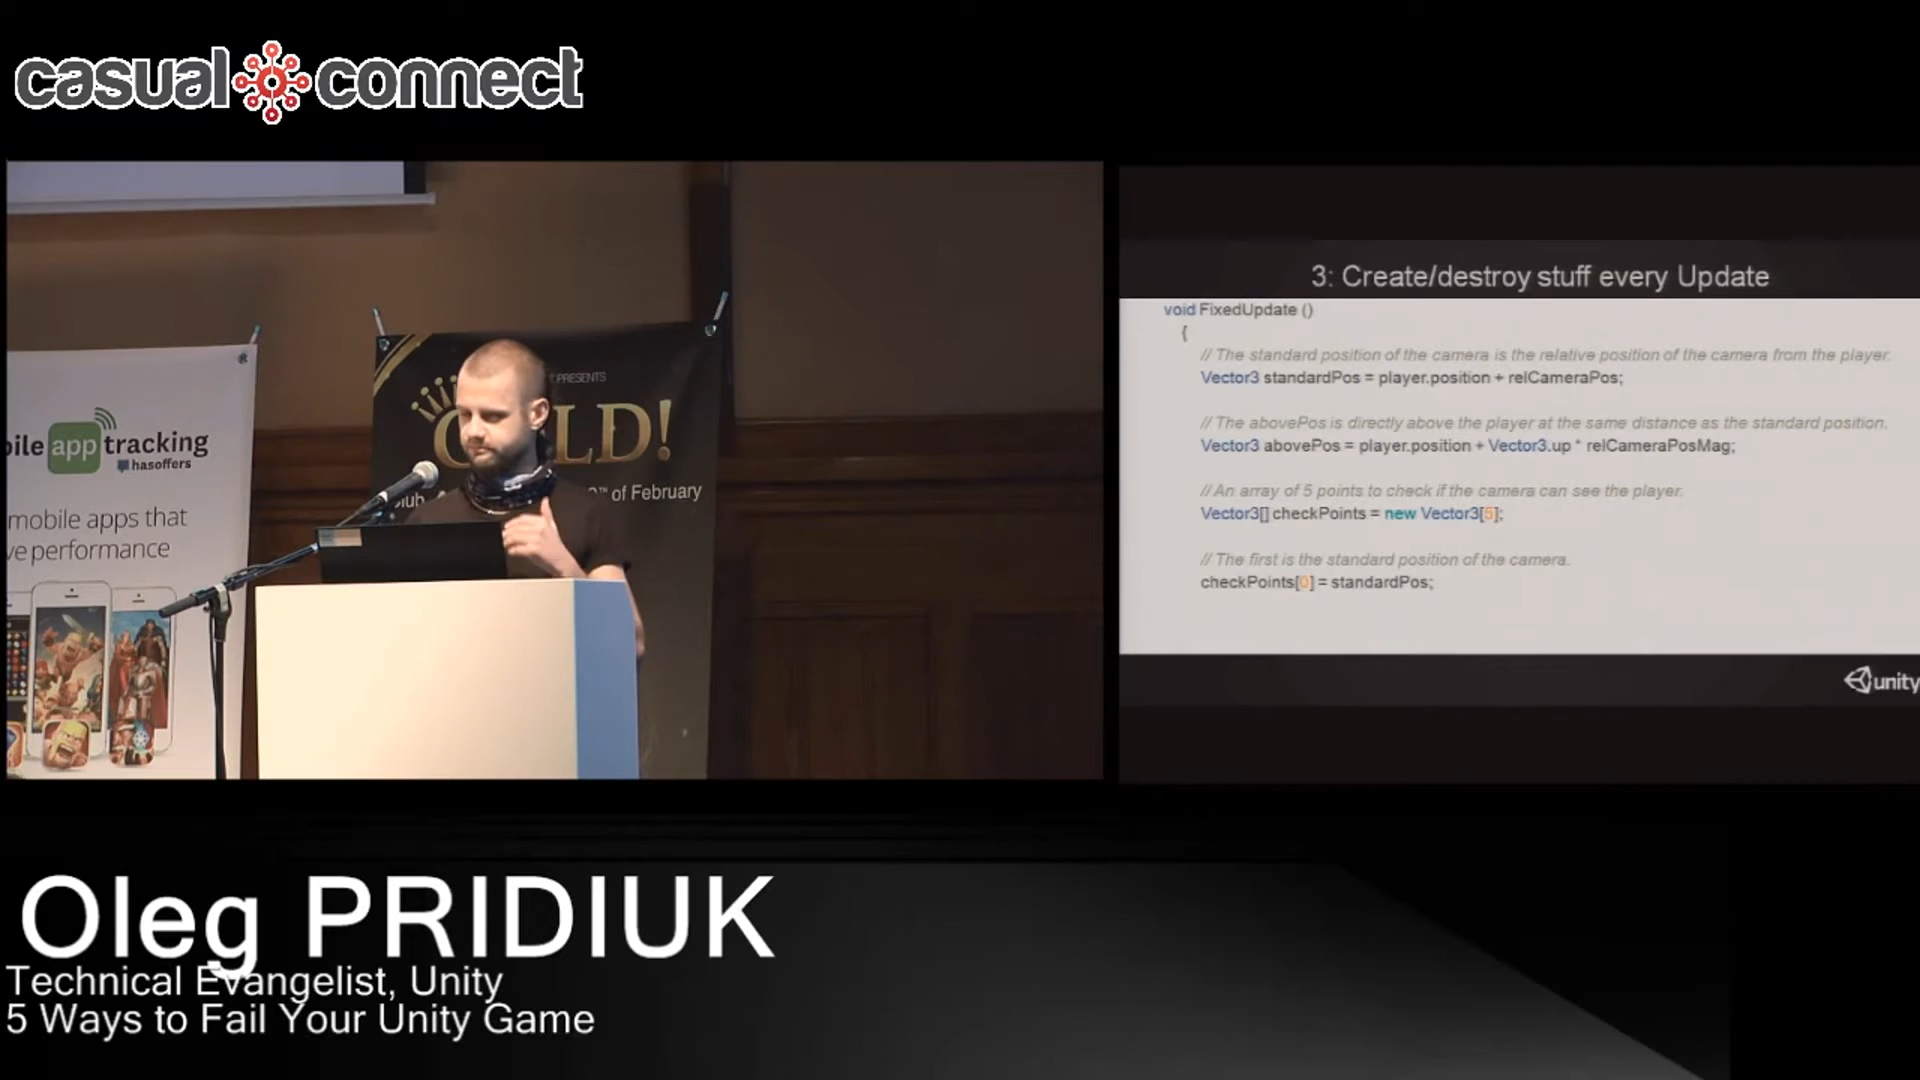 casual connect
app tracking
hasoffers
mobile apps that
performance
PRESENTS
of February
3: Create/destroy stuff every Update
void FixedUpdate ()
{
// The standard position of the camera is the relative position of the camera from the player.
Vector3 standardPos = player.position + relCameraPos;
// The abovePos is directly above the player at the same distance as the standard position.
Vector3 abovePos = player.position + Vector3.up * relCameraPosMag;
// An array of 5 points to check if the camera can see the player.
Vector3[] checkPoints = new Vector3[5];
// The first is the standard position of the camera.
checkPoints[0] = standardPos;
unity
Oleg PRIDIUK
Technical Evangelist, Unity
5 Ways to Fail Your Unity Game